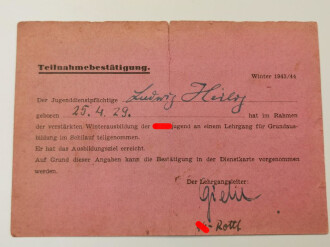 Teilnahmebestätigung.
Winter 1943/44
Der Jugenddienstpflichtige Ludwig
geboren 25.4.29. hat im Rahmen
der verstärkten Winterausbildung der jugend an einem Lehrgang für Grundaus-
bildung im Schilauf teilgenommen.
Er hat das Ausbildungsziel erreicht.
Auf Grund dieser Angaben kann die Bestätigung in der Dienstkarte vorgenommen
werden.
Der Lehrgangsleiter:
Rottf